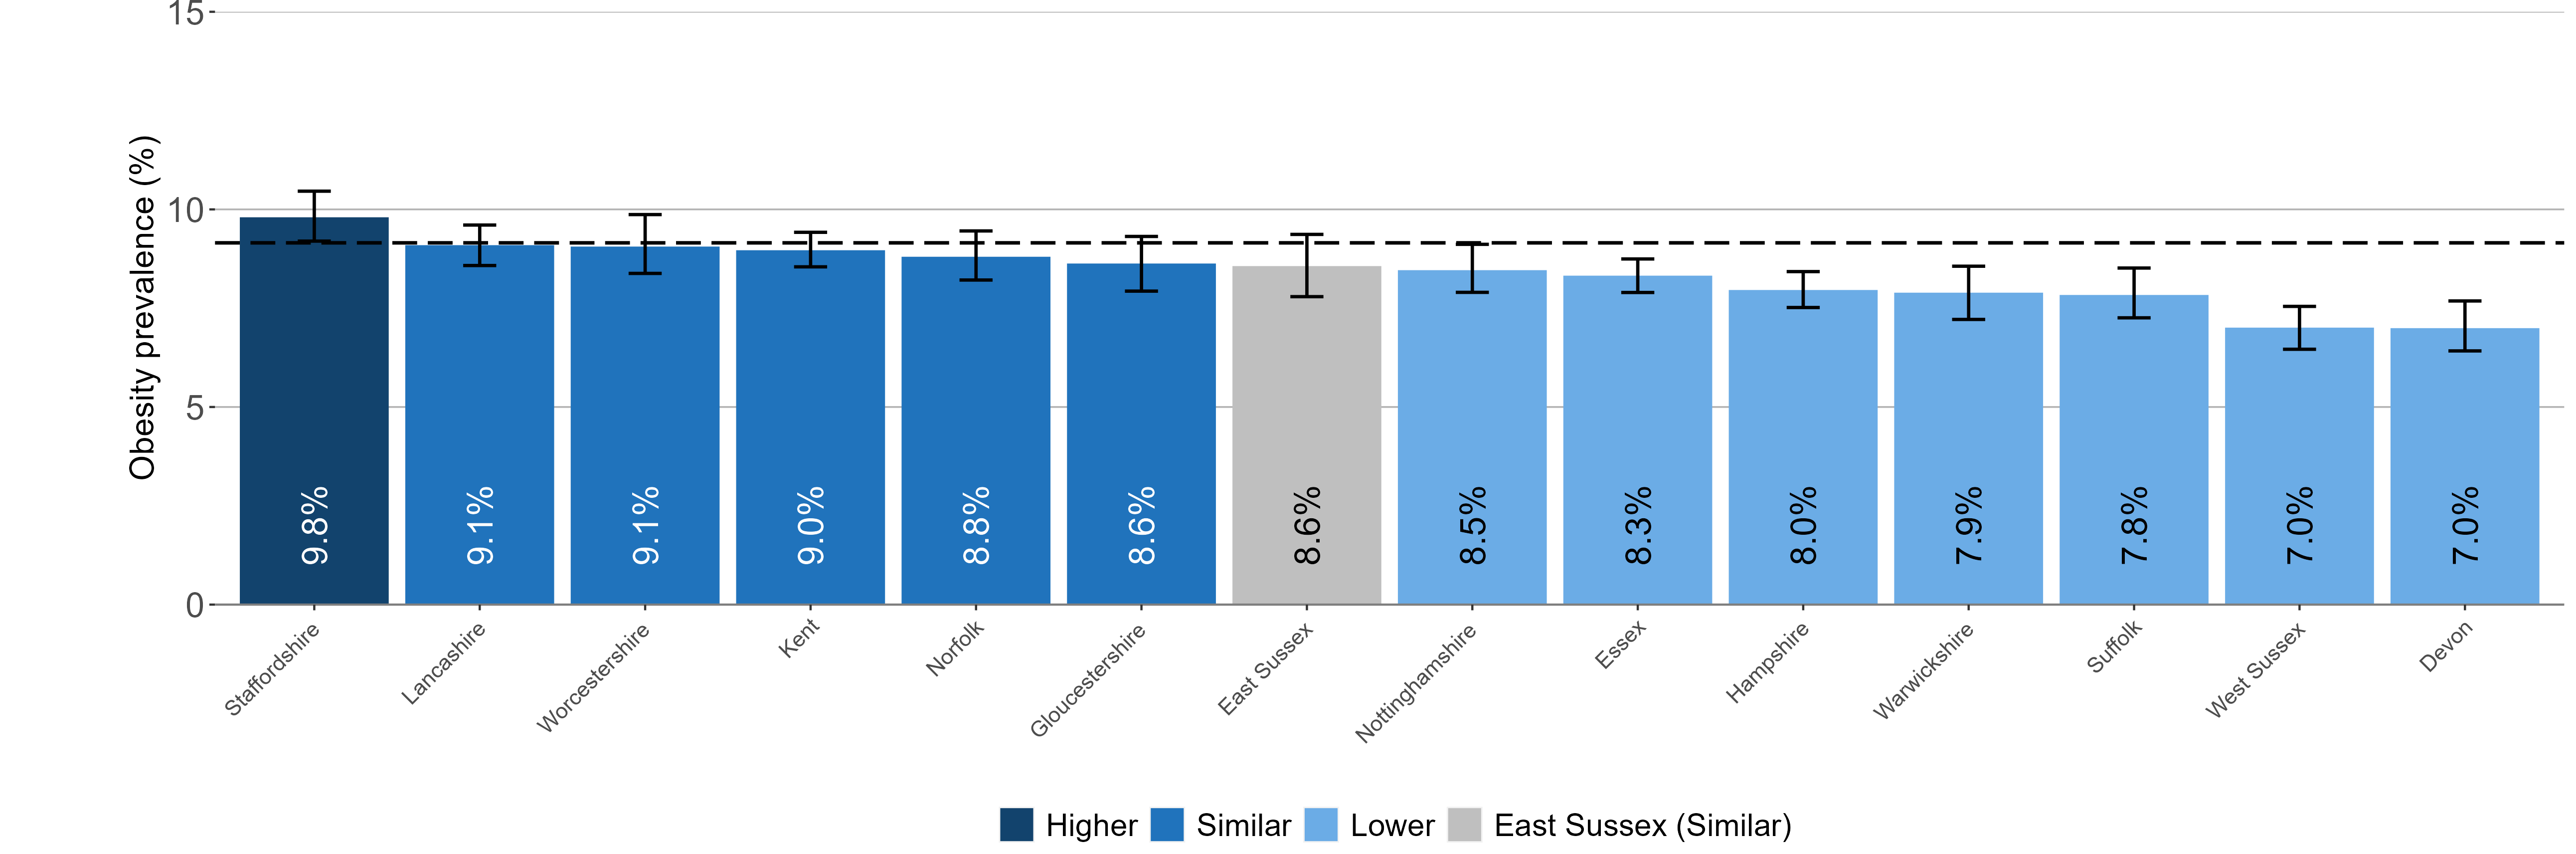 Obesity prevalence (%)
15
10
5
0
9.8%
9.1%
9.1%
9.0%
8.8%
8.6%
8.6%
8.5%
8.3%
8.0%
7.9%
7.8%
7.0%
7.0%
Staffordshire
Lancashire
Worcestershire
Kent
Norfolk
Gloucestershire
East Sussex
Nottinghamshire
Essex
Hampshire
Warwickshire
Suffolk
West Sussex
Devon
Higher
Similar
Lower
East Sussex (Similar)